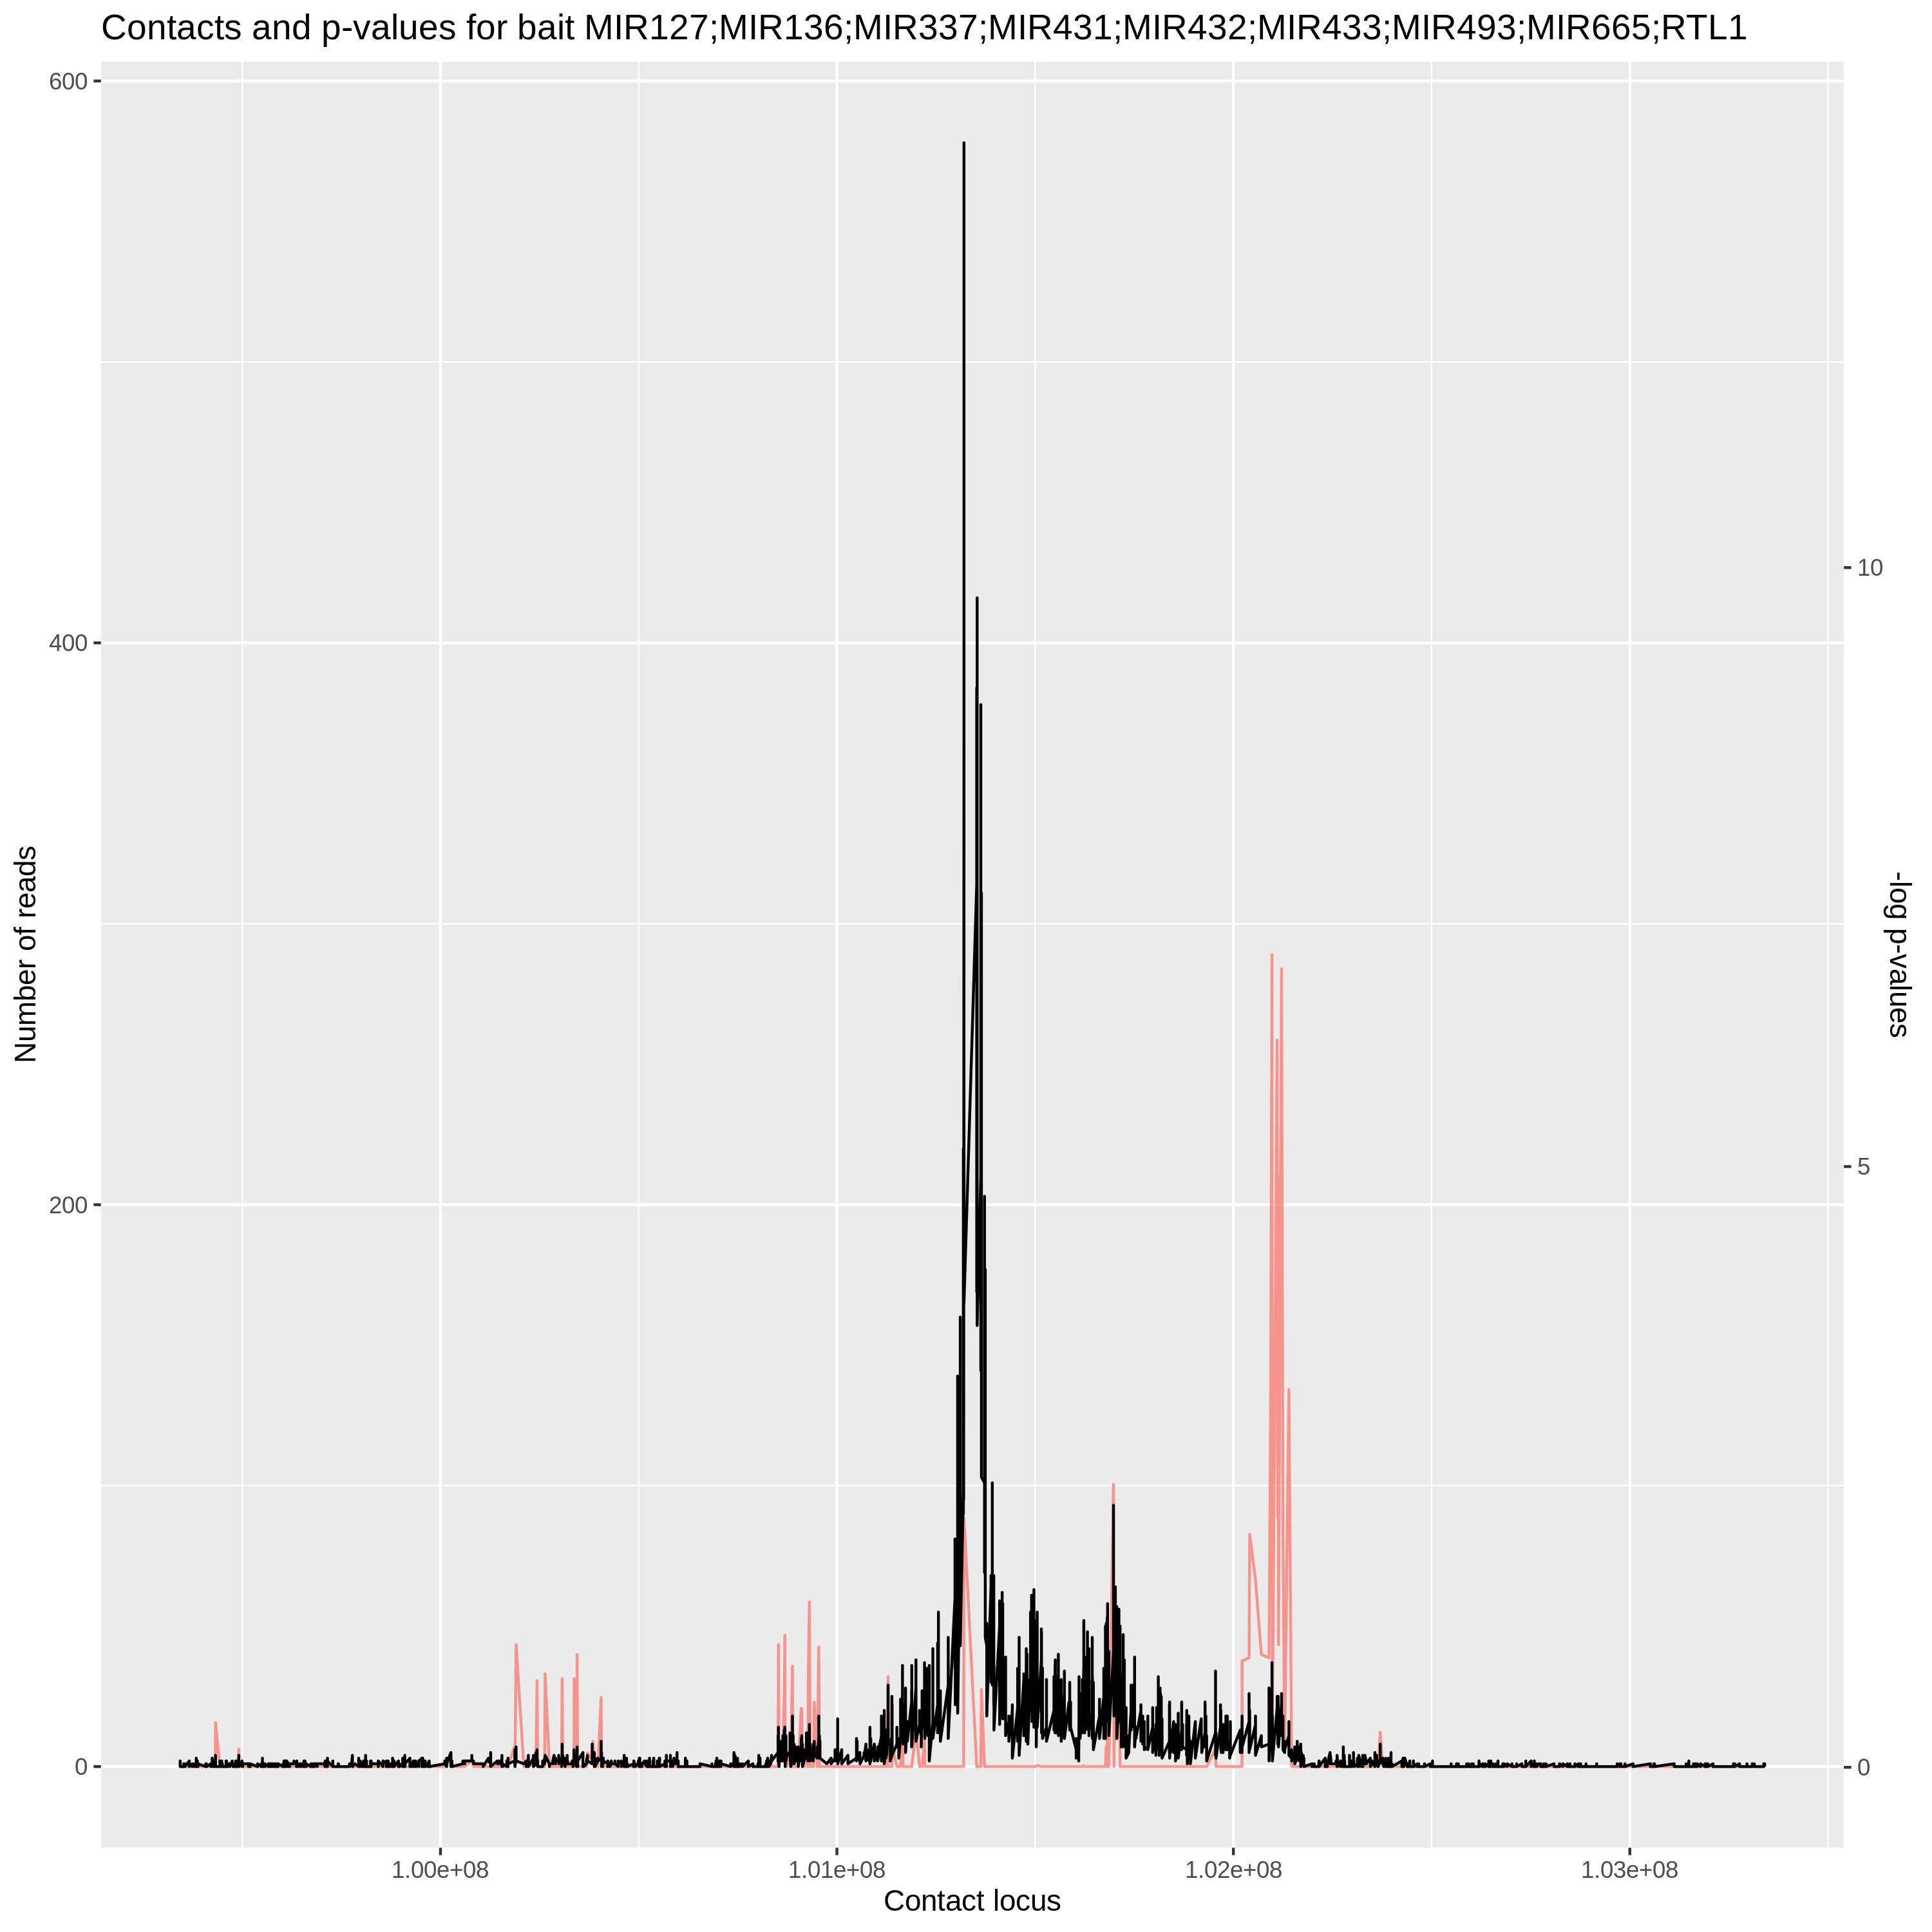 Contacts and p-values for bait MIR127;MIR136;MIR337;MIR431;MIR432;MIR433;MIR493;MIR665;RTL1
600
400
200
0
Number of reads
10
5
0
-log p-values
1.00e+08
1.01e+08
1.02e+08
1.03e+08
Contact locus